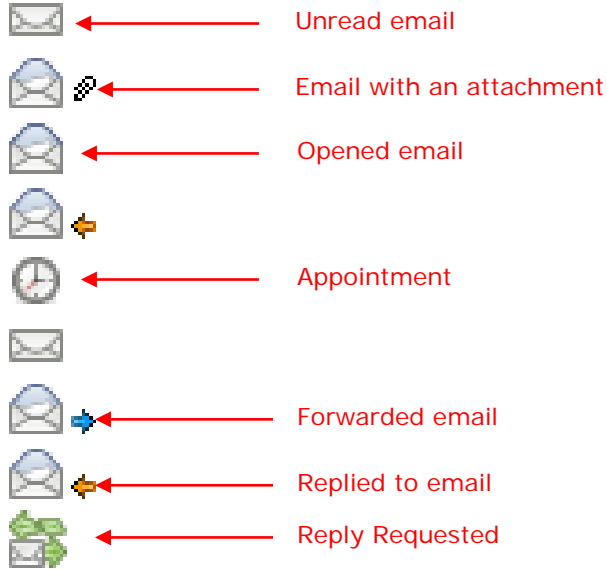 Unread email
Email with an attachment
Opened email
Appointment
Forwarded email
Replied to email
Reply Requested